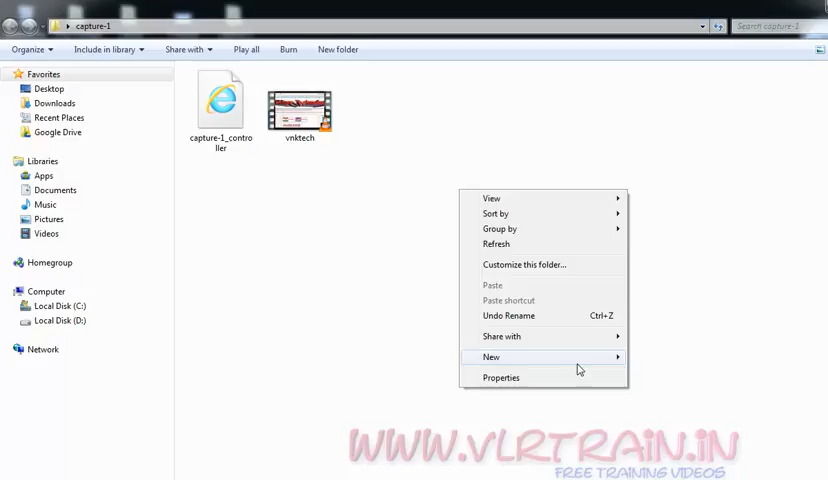 capture-1
Search capture-1
Organize
Include in library
Share with
Play all
Burn
New folder
Favorites
Desktop
Downloads
Recent Places
Google Drive
Libraries
Apps
Documents
Music
Pictures
Videos
Homegroup
Computer
Local Disk (C:)
Local Disk (D:)
Network
capture-1_contro
ller
vnktech
View
Sort by
Group by
Refresh
Customize this folder...
Paste
Paste shortcut
Undo Rename Ctrl+Z
Share with
New
Properties
WWW.VLRTRAIN.IN
FREE TRAINING VIDEOS